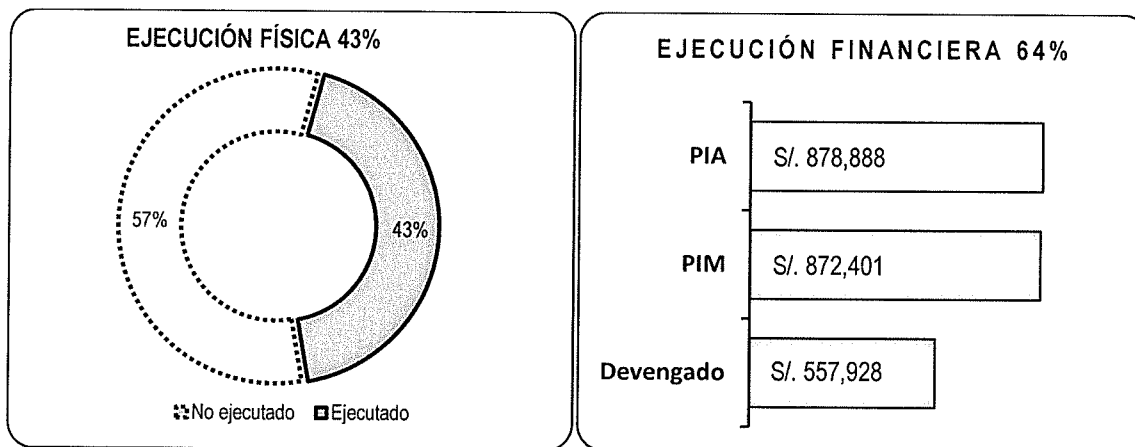 EJECUCIÓN FÍSICA 43%
57%
43%
No ejecutado Ejecutado
EJECUCIÓN FINANCIERA 64%
PIA S/. 878,888
PIM S/. 872,401
Devengado S/. 557,928